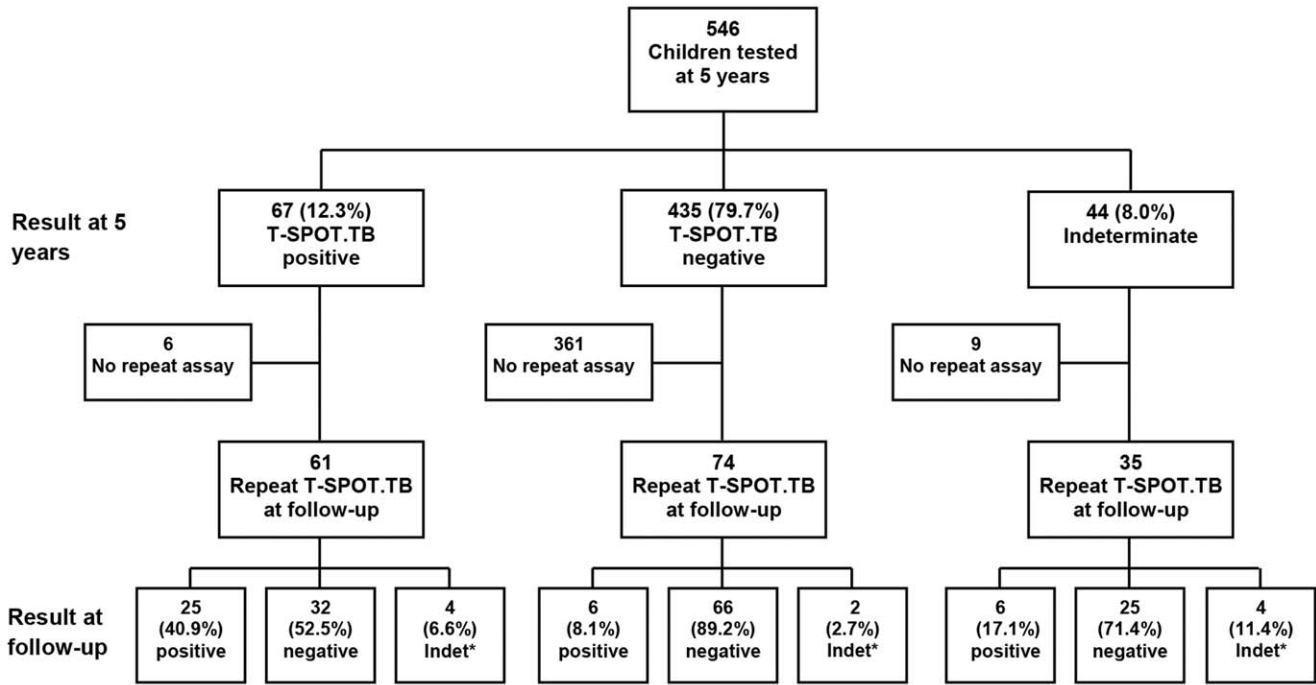 546
Children tested
at 5 years
Result at 5
years
67 (12.3%)
T-SPOT.TB
positive
435 (79.7%)
T-SPOT.TB
negative
44 (8.0%)
Indeterminate
6
No repeat assay
361
No repeat assay
9
No repeat assay
61
Repeat T-SPOT.TB
at follow-up
74
Repeat T-SPOT.TB
at follow-up
35
Repeat T-SPOT.TB
at follow-up
Result at
follow-up
25
(40.9%)
positive
32
(52.5%)
negative
4
(6.6%)
Indet*
6
(8.1%)
positive
66
(89.2%)
negative
2
(2.7%)
Indet*
6
(17.1%)
positive
25
(71.4%)
negative
4
(11.4%)
Indet*